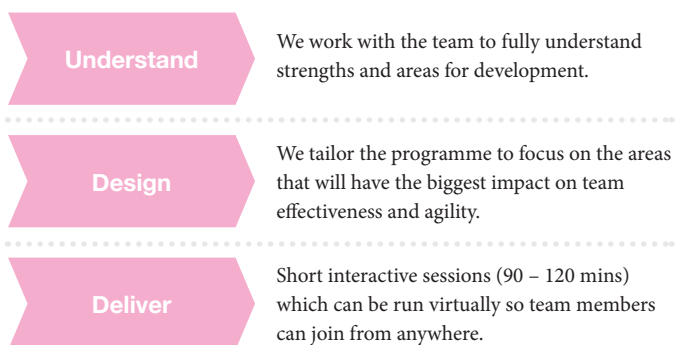 Understand
We work with the team to fully understand
strengths and areas for development.
Design
We tailor the programme to focus on the areas
that will have the biggest impact on team
effectiveness and agility.
Deliver
Short interactive sessions (90 – 120 mins)
which can be run virtually so team members
can join from anywhere.